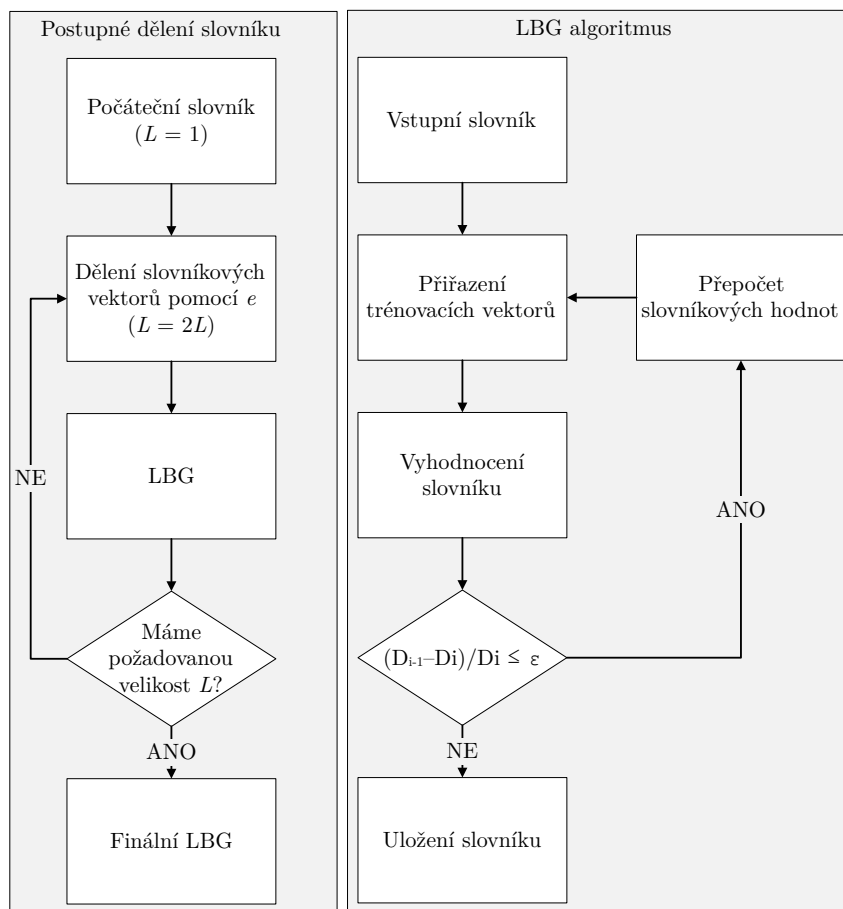 Postupné dělení slovníku
Počáteční slovník
(L = 1)
Dělení slovníkových
vektorů pomocí e
(L = 2L)
LBG
NE
Máme
požadovanou
velikost L?
ANO
Finální LBG
LBG algoritmus
Vstupní slovník
Přiřazení
trénovacích vektorů
Přepočet
slovníkových hodnot
Vyhodnocení
slovníku
ANO
(Di-1–Di)/Di ≤ ε
NE
Uložení slovníku